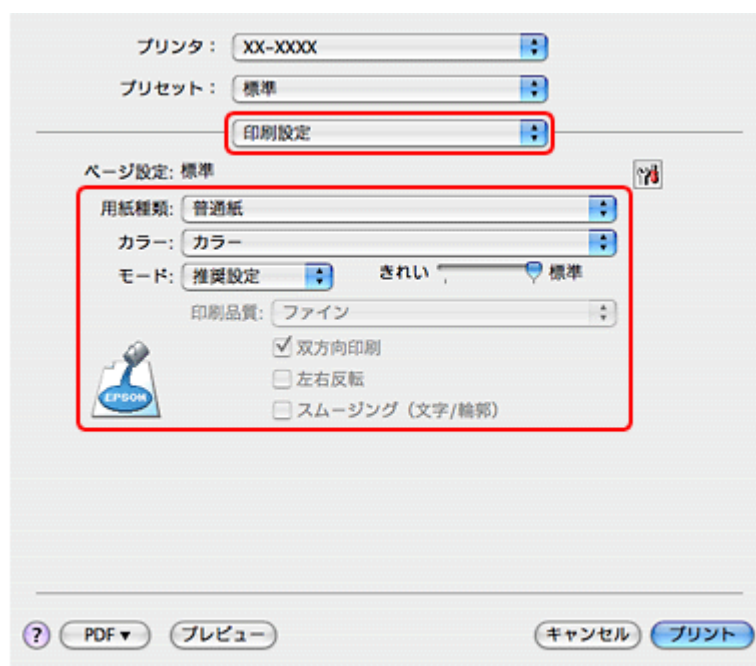 プリンタ： XX-XXXX
プリセット： 標準
印刷設定
ページ設定: 標準
用紙種類: 普通紙
カラー: カラー
モード: 推奨設定 きれい 標準
印刷品質: ファイン
双方向印刷
左右反転
EPSON
スムージング（文字/輪郭）
? PDF▼ プレビュー キャンセル プリント